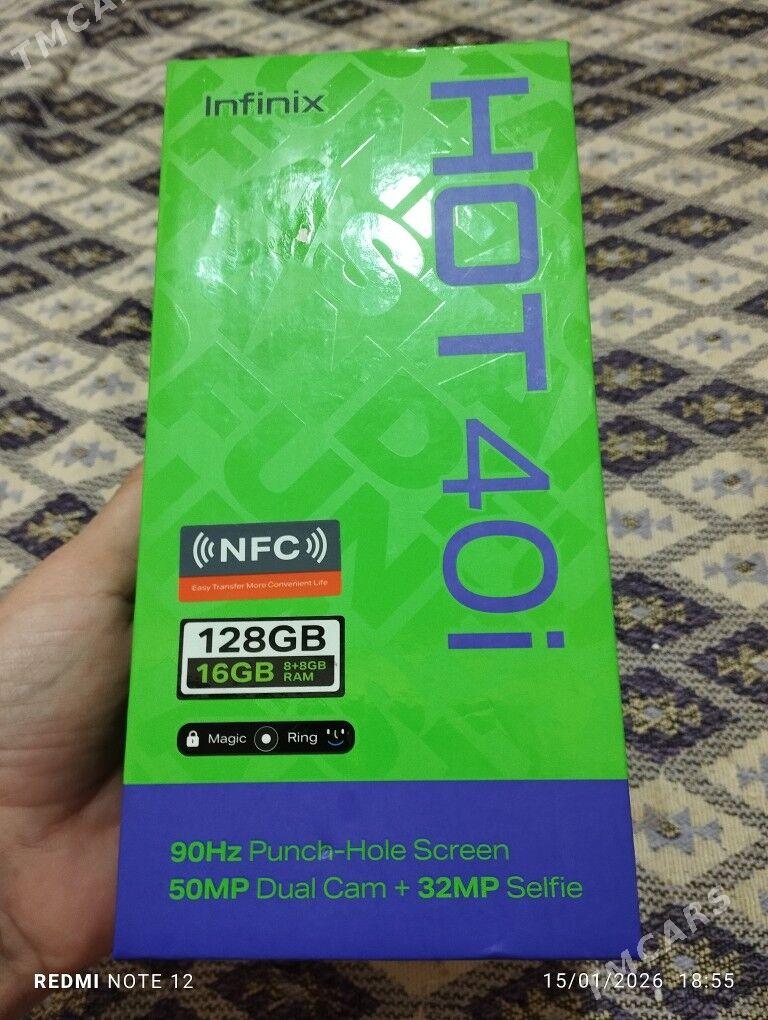 TMCARS
Infinix
HOT 40i
NFC
Easy Transfer More Convenient Life
128GB
16GB 8+8GB RAM
Magic Ring
90Hz Punch-Hole Screen
50MP Dual Cam + 32MP Selfie
TMCARS
REDMI NOTE 12
15/01/2026 18:55